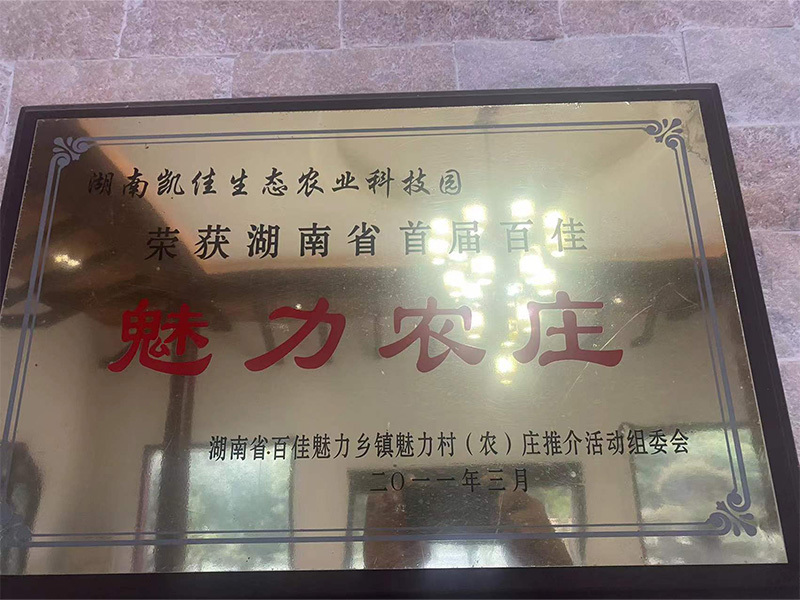 湖南凯佳生态农业科技园
荣获湖南省首届百佳
魅力农庄
湖南省百佳魅力乡镇魅力村（农）庄推介活动组委会
二〇一一年三月